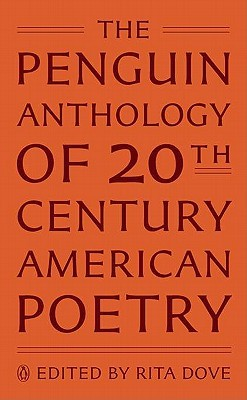 THE
PENGUIN
ANTHOLOGY
OF 20TH
CENTURY
AMERICAN
POETRY
EDITED BY RITA DOVE